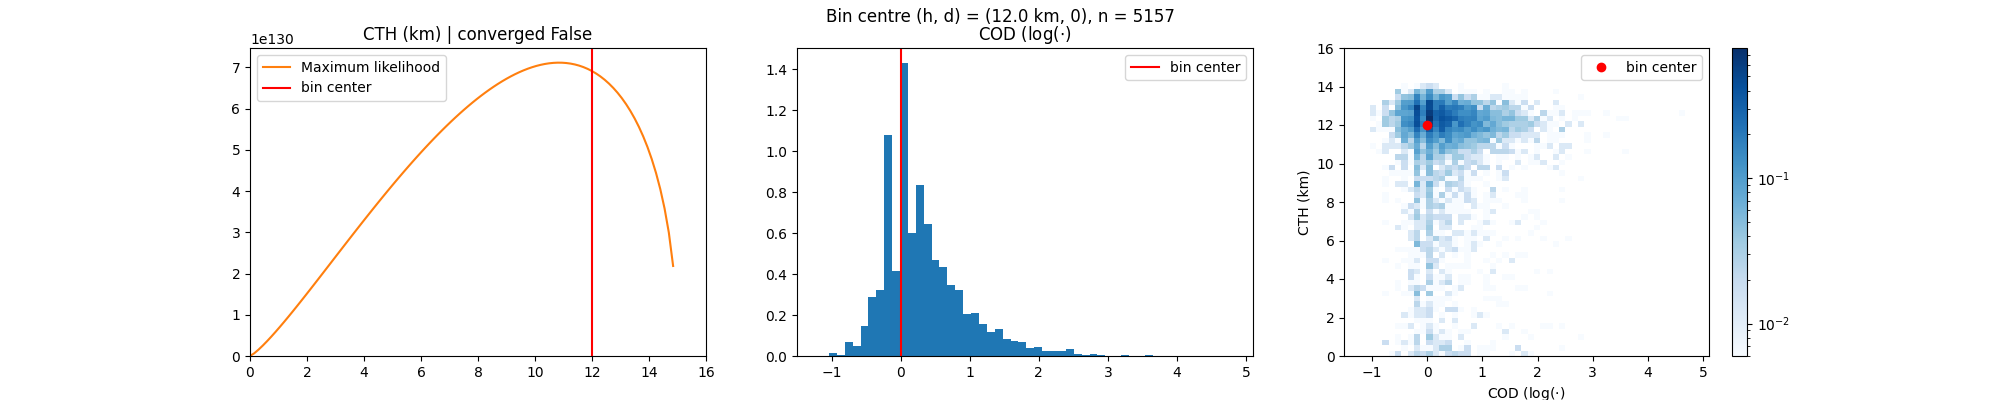 Bin centre (h, d) = (12.0 km, 0), n = 5157
CTH (km) | converged False
1e130
Maximum likelihood
bin center
7
6
5
4
3
2
1
0
0 2 4 6 8 10 12 14 16
COD (log(·)
bin center
1.4
1.2
1.0
0.8
0.6
0.4
0.2
0.0
−1 0 1 2 3 4 5
bin center
CTH (km)
16
14
12
10
8
6
4
2
0
−1 0 1 2 3 4 5
COD (log(·)
10⁻¹
10⁻²